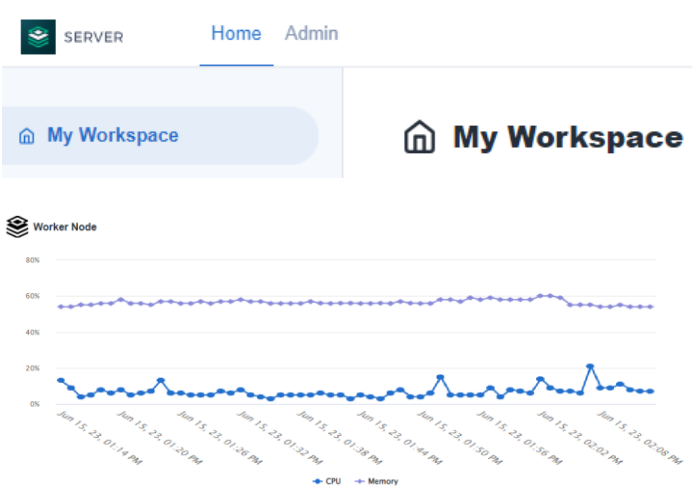 SERVER Home Admin
My Workspace My Workspace
Worker Node
80%
60%
40%
20%
0%
Jun 15, 23, 01:14 PM
Jun 15, 23, 01:20 PM
Jun 15, 23, 01:26 PM
Jun 15, 23, 01:32 PM
Jun 15, 23, 01:38 PM
Jun 15, 23, 01:44 PM
Jun 15, 23, 01:50 PM
Jun 15, 23, 01:56 PM
Jun 15, 23, 02:02 PM
Jun 15, 23, 02:08 PM
CPU Memory